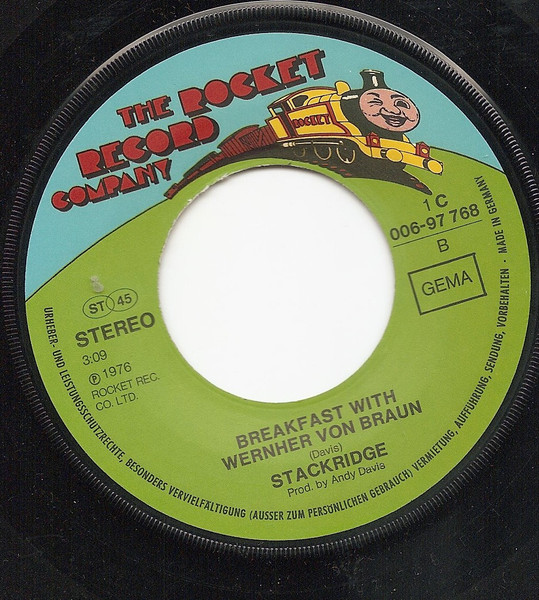 THE ROCKET
RECORD
COMPANY
ROCKET
1 C
006-97 768
B
GEMA
ST 45
STEREO
3:09
℗ 1976
ROCKET REC.
CO. LTD.
BREAKFAST WITH
WERNHER VON BRAUN
(Davis)
STACKRIDGE
Prod. by Andy Davis
URHEBER- UND LEISTUNGSSCHUTZRECHTE, BESONDERS VERVIELFÄLTIGUNG (AUSSER ZUM PERSÖNLICHEN GEBRAUCH) VERMIETUNG, AUFFÜHRUNG, SENDUNG, VORBEHALTEN · MADE IN GERMANY